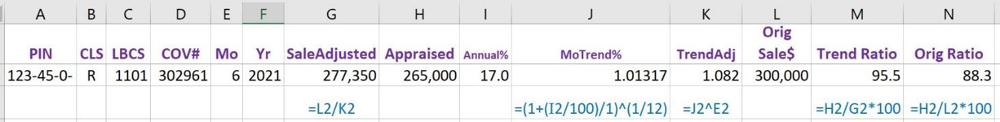 A B C D E F G H I J K L M N
PIN CLS LBCS COV# Mo Yr SaleAdjusted Appraised Annual% MoTrend% TrendAdj Orig Sale$ Trend Ratio Orig Ratio
123-45-0- R 1101 302961 6 2021 277,350 265,000 17.0 1.01317 1.082 300,000 95.5 88.3
=L2/K2 =(1+(I2/100)/1)^(1/12) =J2^E2 =H2/G2*100 =H2/L2*100